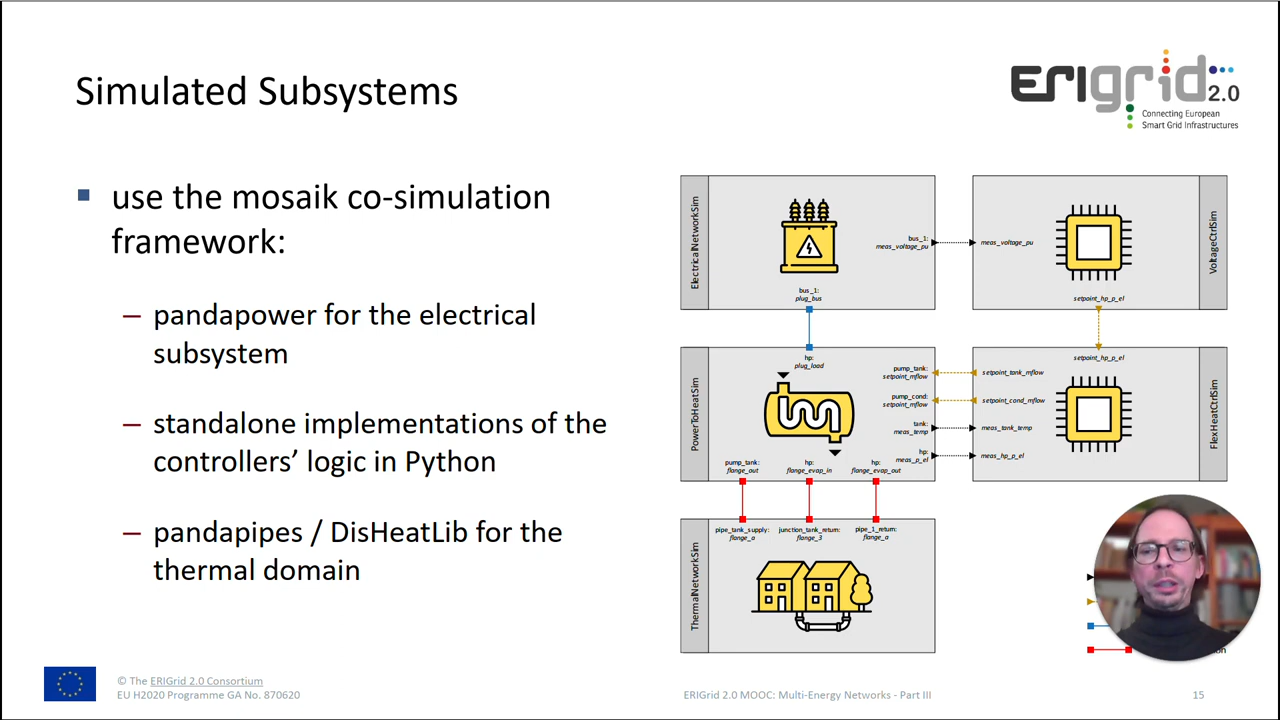 Simulated Subsystems
ERIgrid 2.0
Connecting European
Smart Grid Infrastructures
use the mosaik co-simulation
framework:
– pandapower for the electrical
subsystem
– standalone implementations of the
controllers’ logic in Python
– pandapipes / DisHeatLib for the
thermal domain
ElectricalNetworkSim
bus_1:
meas_voltage_pu
bus_1:
plug_bus
meas_voltage_pu
setpoint_hp_p_el
VoltageCtrlSim
PowerToHeatSim
hp:
plug_load
pump_tank:
setpoint_mflow
pump_cond:
setpoint_mflow
tank:
meas_temp
hp:
meas_p_el
pump_tank:
flange_out
hp:
flange_evap_in
hp:
flange_evap_out
setpoint_hp_p_el
setpoint_tank_mflow
setpoint_cond_mflow
meas_tank_temp
meas_hp_p_el
FlexHeatCtrlSim
ThermalNetworkSim
pipe_tank_supply:
flange_a
junction_tank_return:
flange_3
pipe_1_return:
flange_a
© The ERIGrid 2.0 Consortium
EU H2020 Programme GA No. 870620
ERIGrid 2.0 MOOC: Multi-Energy Networks - Part III
15